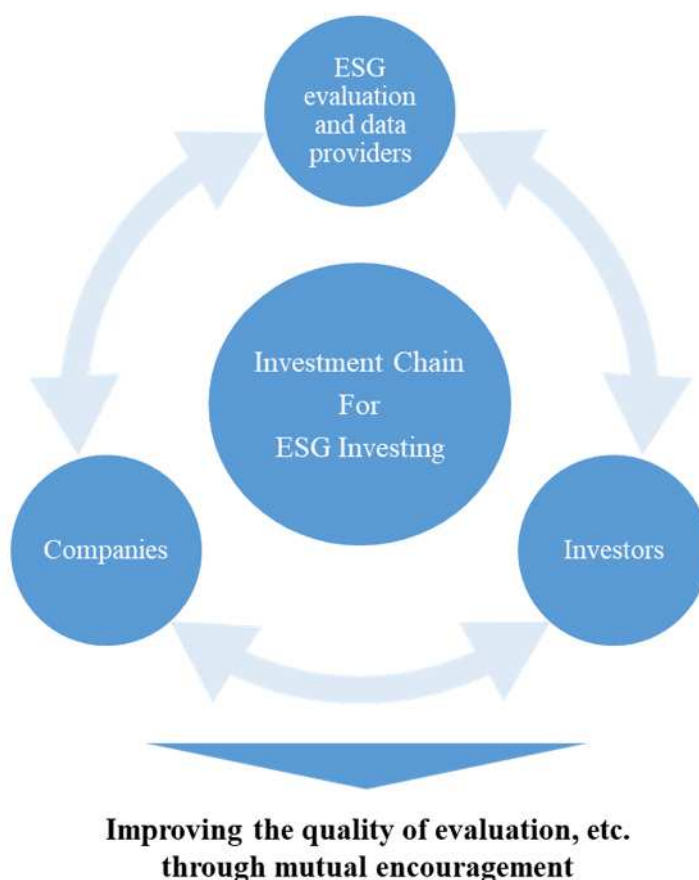 ESG
evaluation
and data
providers
Investment Chain
For
ESG Investing
Companies
Investors
Improving the quality of evaluation, etc.
through mutual encouragement